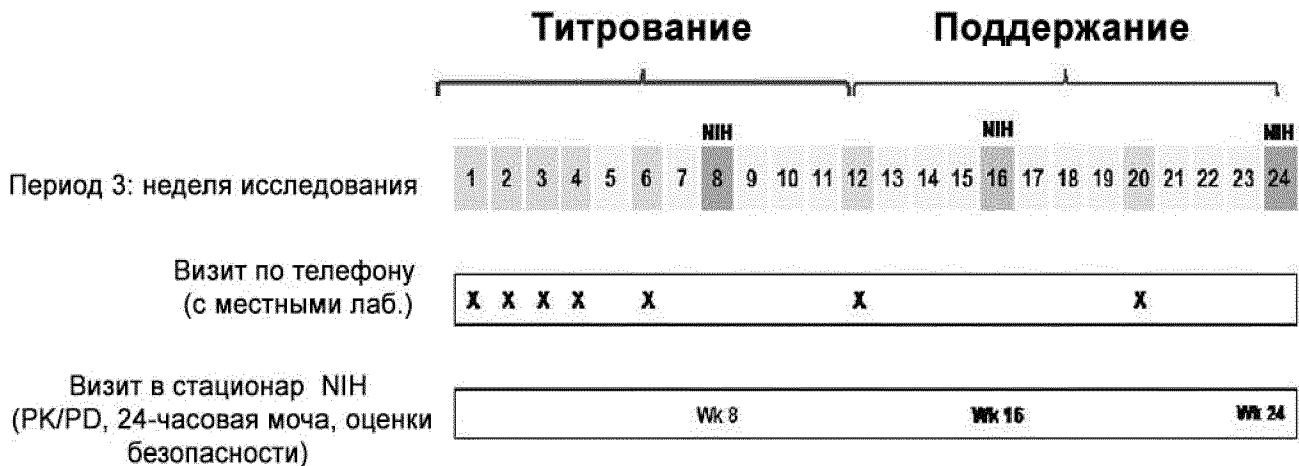 Титрование Поддержание
NIH NIH NIH
Период 3: неделя исследования 1 2 3 4 5 6 7 8 9 10 11 12 13 14 15 16 17 18 19 20 21 22 23 24
Визит по телефону
(с местными лаб.) X X X X X X X
Визит в стационар NIH
(PK/PD, 24-часовая моча, оценки Wk 8 Wk 16 Wk 24
безопасности)